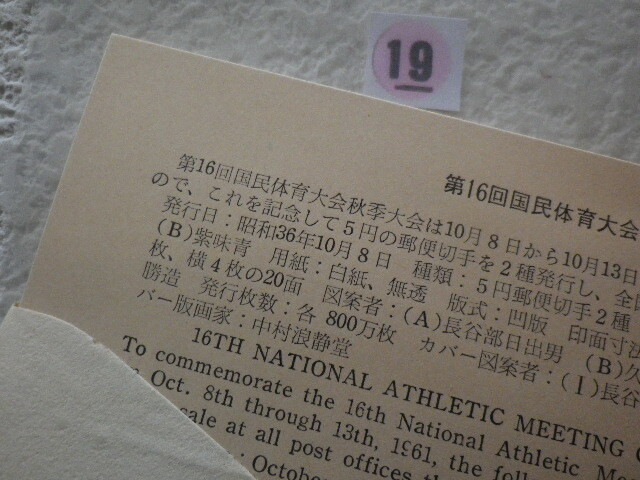 19
第16回国民体育大会
第16回国民体育大会秋季大会は10月8日から10月13日
ので、これを記念して5円の郵便切手を2種発行し、全
発行日：昭和36年10月8日 種類：5円郵便切手2種
(B)紫味青 用紙：白紙、無透 版式：凹版 印面寸法
枚、横4枚の20面 図案者：(A)長谷部日出男 (B)久
勝造 発行枚数：各 800万枚 カバー図案者：(I)長谷
バー版画家：中村浪静堂
16TH NATIONAL ATHLETIC MEETING
To commemorate the 16th National Athletic
Oct. 8th through 13th, 1961, the
sale at all post offices
: October